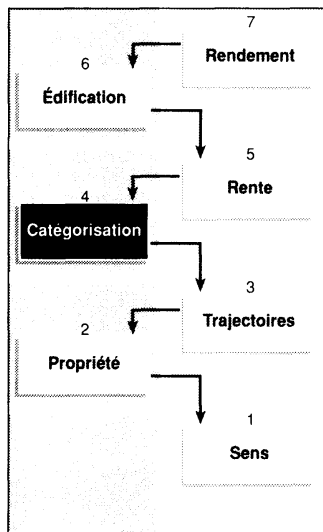 7
Rendement
6
Édification
5
Rente
4
Catégorisation
3
Trajectoires
2
Propriété
1
Sens